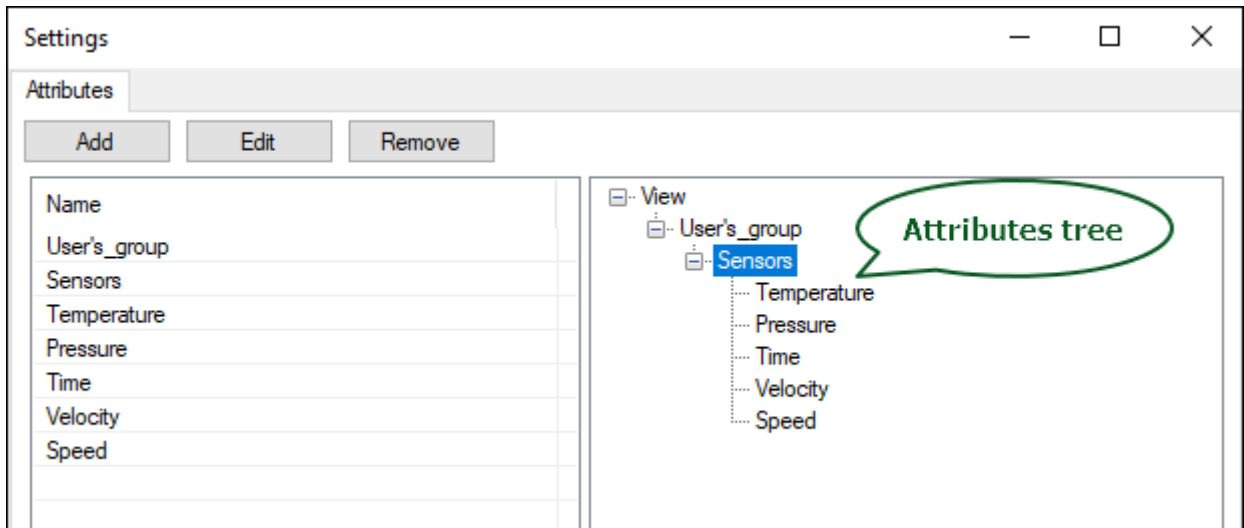 Settings
Attributes
Add Edit Remove
Name
User's_group
Sensors
Temperature
Pressure
Time
Velocity
Speed
View
User's_group
Sensors
Temperature
Pressure
Time
Velocity
Speed
Attributes tree